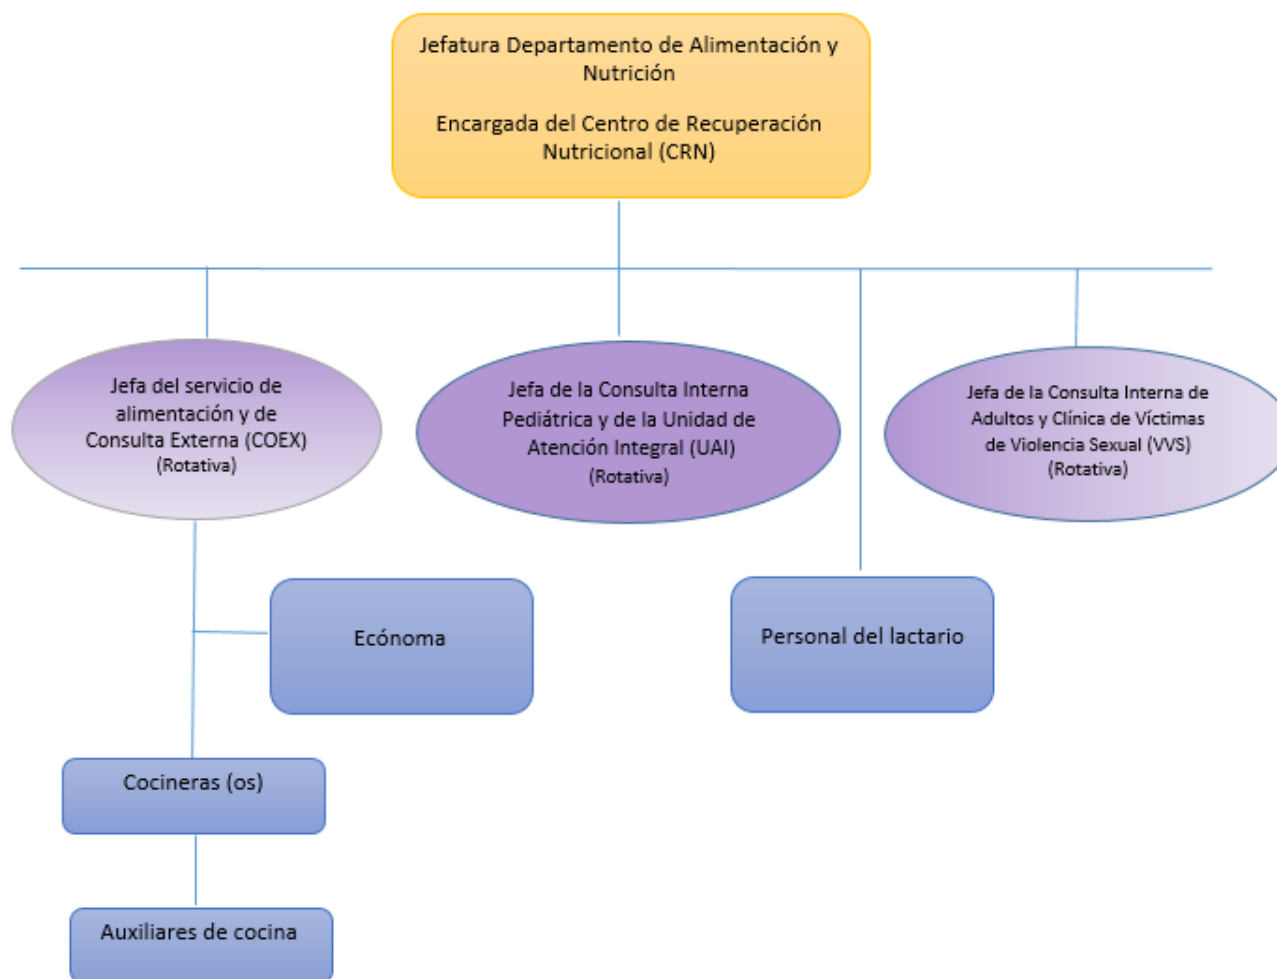 Jefatura Departamento de Alimentación y
Nutrición
Encargada del Centro de Recuperación
Nutricional (CRN)
Jefa del servicio de
alimentación y de
Consulta Externa (COEX)
(Rotativa)
Jefa de la Consulta Interna
Pediátrica y de la Unidad de
Atención Integral (UAI)
(Rotativa)
Jefa de la Consulta Interna de
Adultos y Clínica de Víctimas
de Violencia Sexual (VVS)
(Rotativa)
Ecónoma
Personal del lactario
Cocineras (os)
Auxiliares de cocina